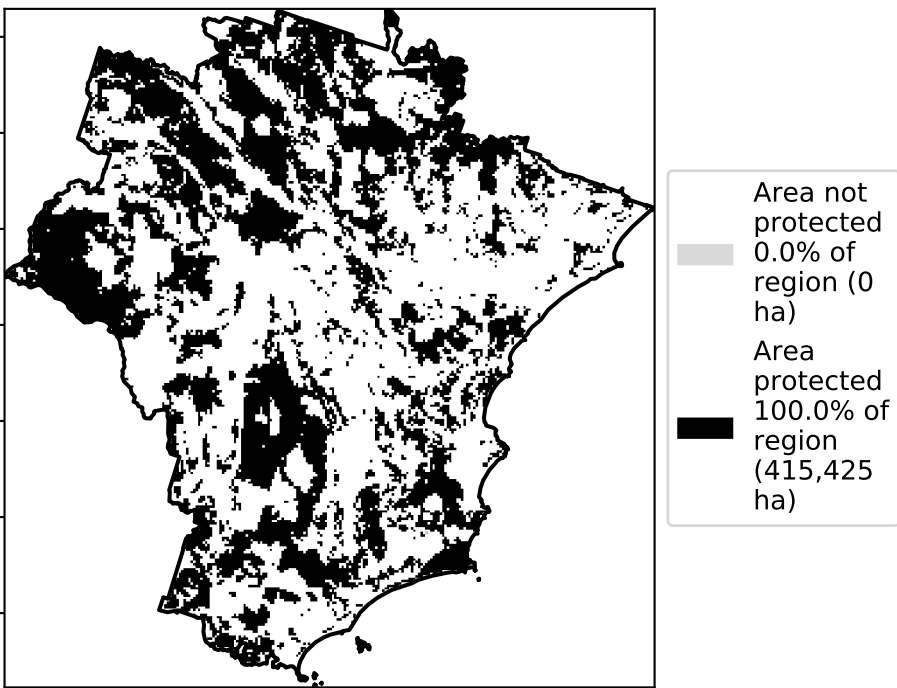 Area not
protected
0.0% of
region (0
ha)
Area
protected
100.0% of
region
(415,425
ha)